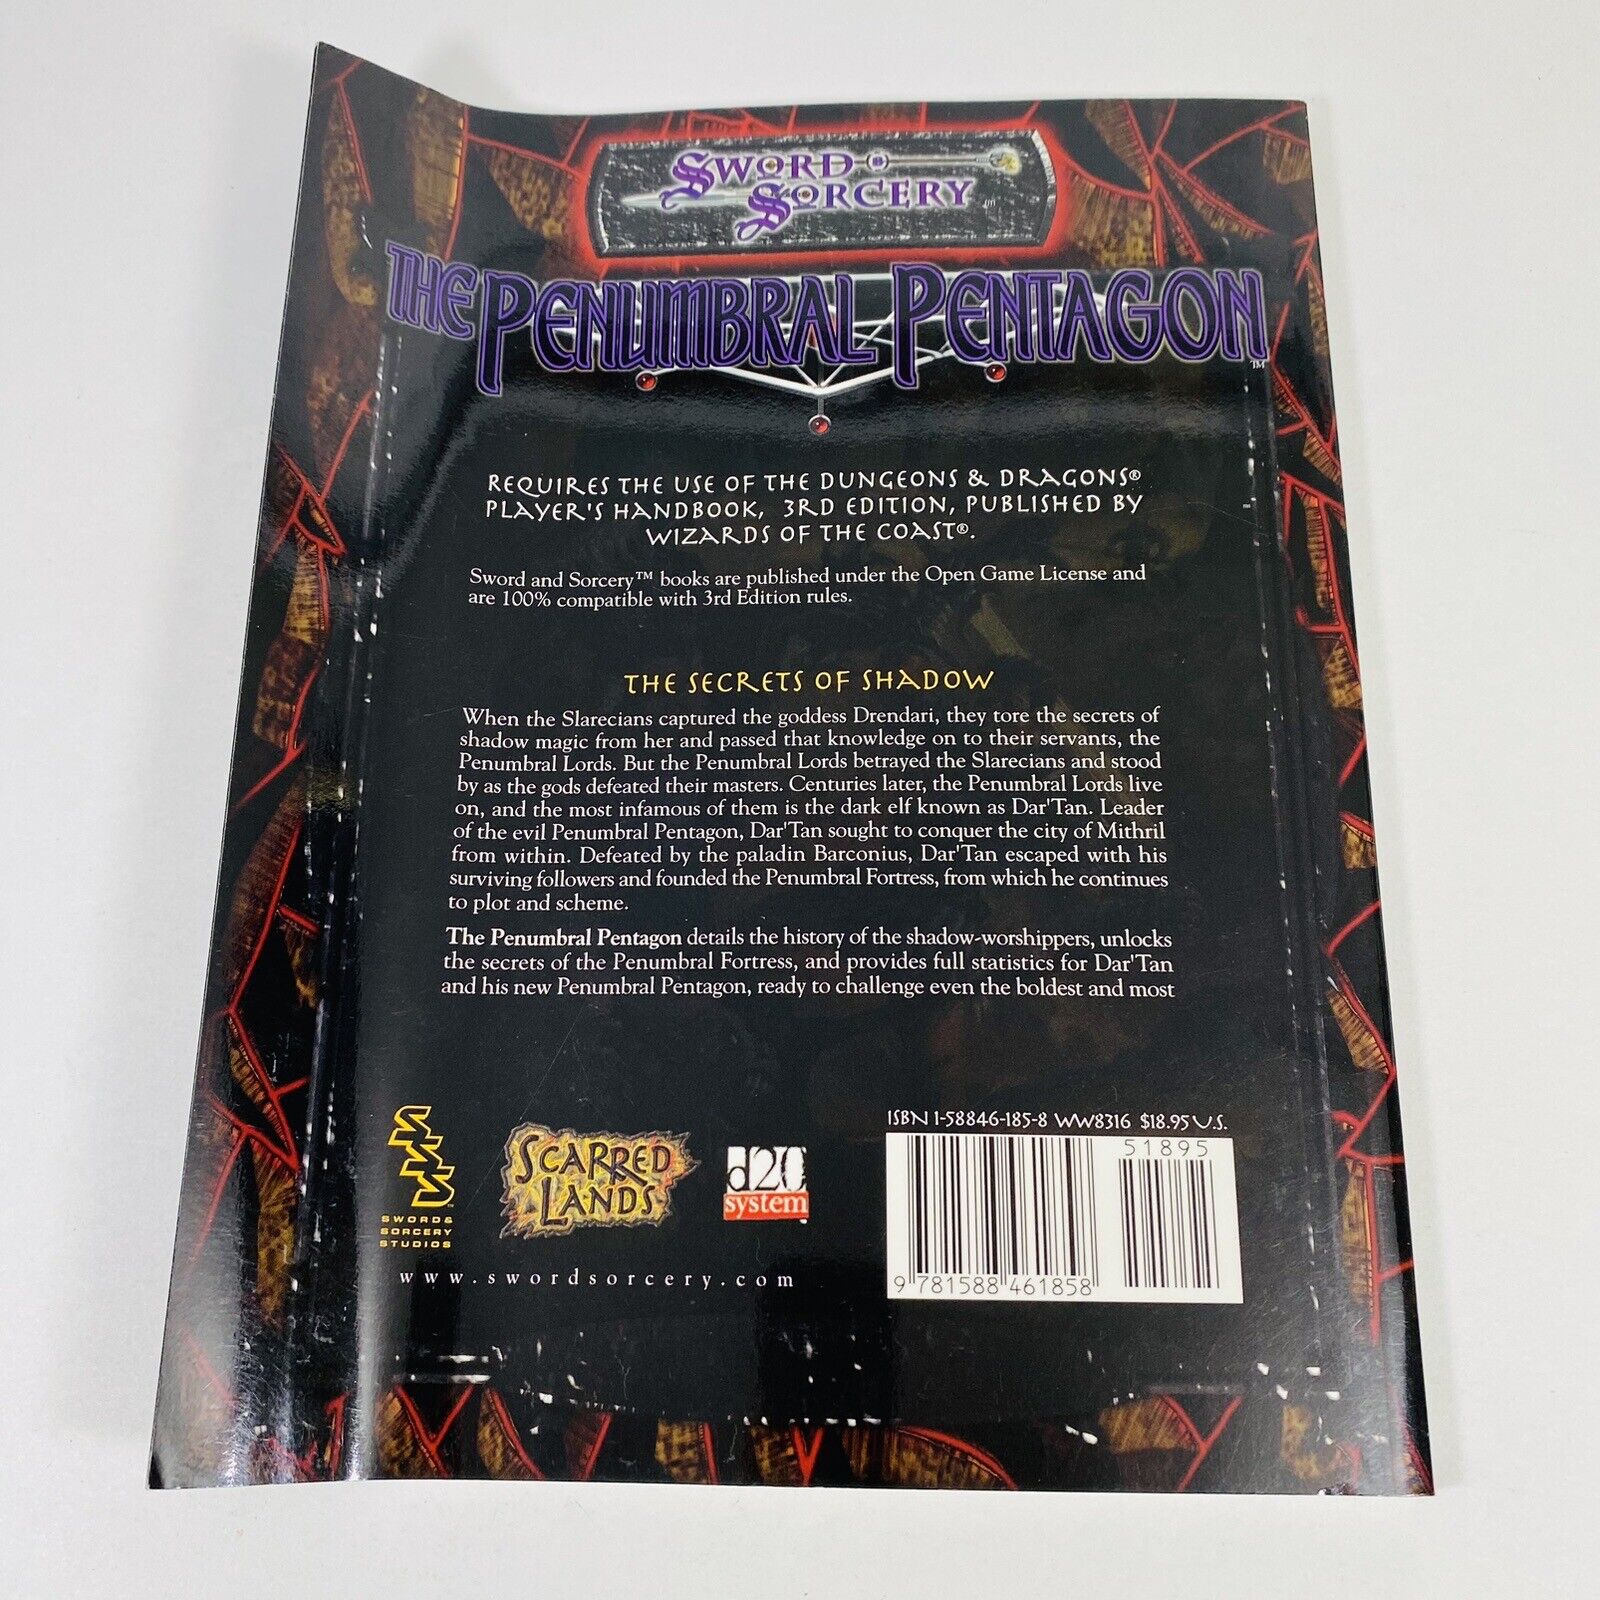 SWORD
SORCERY
THE PENUMBRAL PENTAGON™
REQUIRES THE USE OF THE DUNGEONS & DRAGONS®
PLAYER'S HANDBOOK, 3RD EDITION, PUBLISHED BY
WIZARDS OF THE COAST®.
Sword and Sorcery™ books are published under the Open Game License and
are 100% compatible with 3rd Edition rules.
THE SECRETS OF SHADOW
When the Slarecians captured the goddess Drendari, they tore the secrets of
shadow magic from her and passed that knowledge on to their servants, the
Penumbral Lords. But the Penumbral Lords betrayed the Slarecians and stood
by as the gods defeated their masters. Centuries later, the Penumbral Lords live
on, and the most infamous of them is the dark elf known as Dar'Tan. Leader
of the evil Penumbral Pentagon, Dar'Tan sought to conquer the city of Mithril
from within. Defeated by the paladin Barconius, Dar'Tan escaped with his
surviving followers and founded the Penumbral Fortress, from which he continues
to plot and scheme.
The Penumbral Pentagon details the history of the shadow-worshippers, unlocks
the secrets of the Penumbral Fortress, and provides full statistics for Dar'Tan
and his new Penumbral Pentagon, ready to challenge even the boldest and most
SWORD&
SORCERY
STUDIOS
SCARRED
LANDS
d20
system
www.swordsorcery.com
ISBN 1-58846-185-8 WW8316 $18.95 U.S.
51895
9 781588 461858